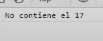 No contiene el 17